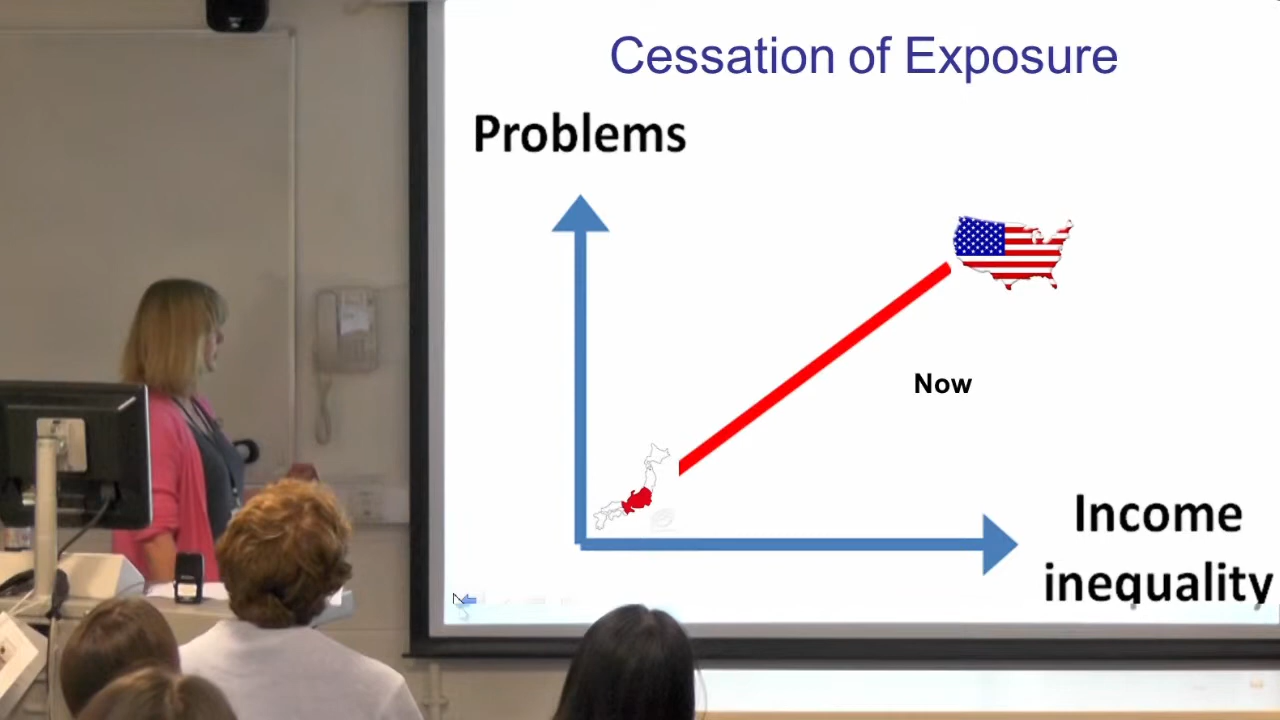 Cessation of Exposure
Problems
Now
Income
inequality